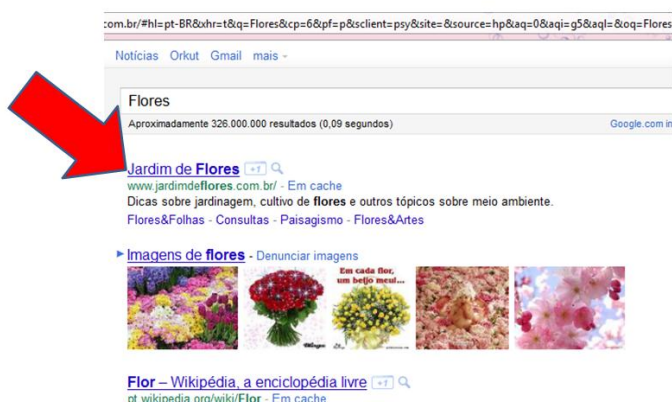 com.br/#hl=pt-BR&xhr=t&q=Flores&cp=6&pf=p&sclient=psy&site=&source=hp&aq=0&aqi=g5&aql=&oq=Flores
Notícias Orkut Gmail mais
Flores
Aproximadamente 326.000.000 resultados (0,09 segundos) Google.com in
Jardim de Flores +1
www.jardimdeflores.com.br/ - Em cache
Dicas sobre jardinagem, cultivo de flores e outros tópicos sobre meio ambiente.
Flores&Folhas - Consultas - Paisagismo - Flores&Artes
Imagens de flores - Denunciar imagens
Em cada flor,
um beijo meu!...
Flor – Wikipédia, a enciclopédia livre +1
pt.wikipedia.org/wiki/Flor - Em cache